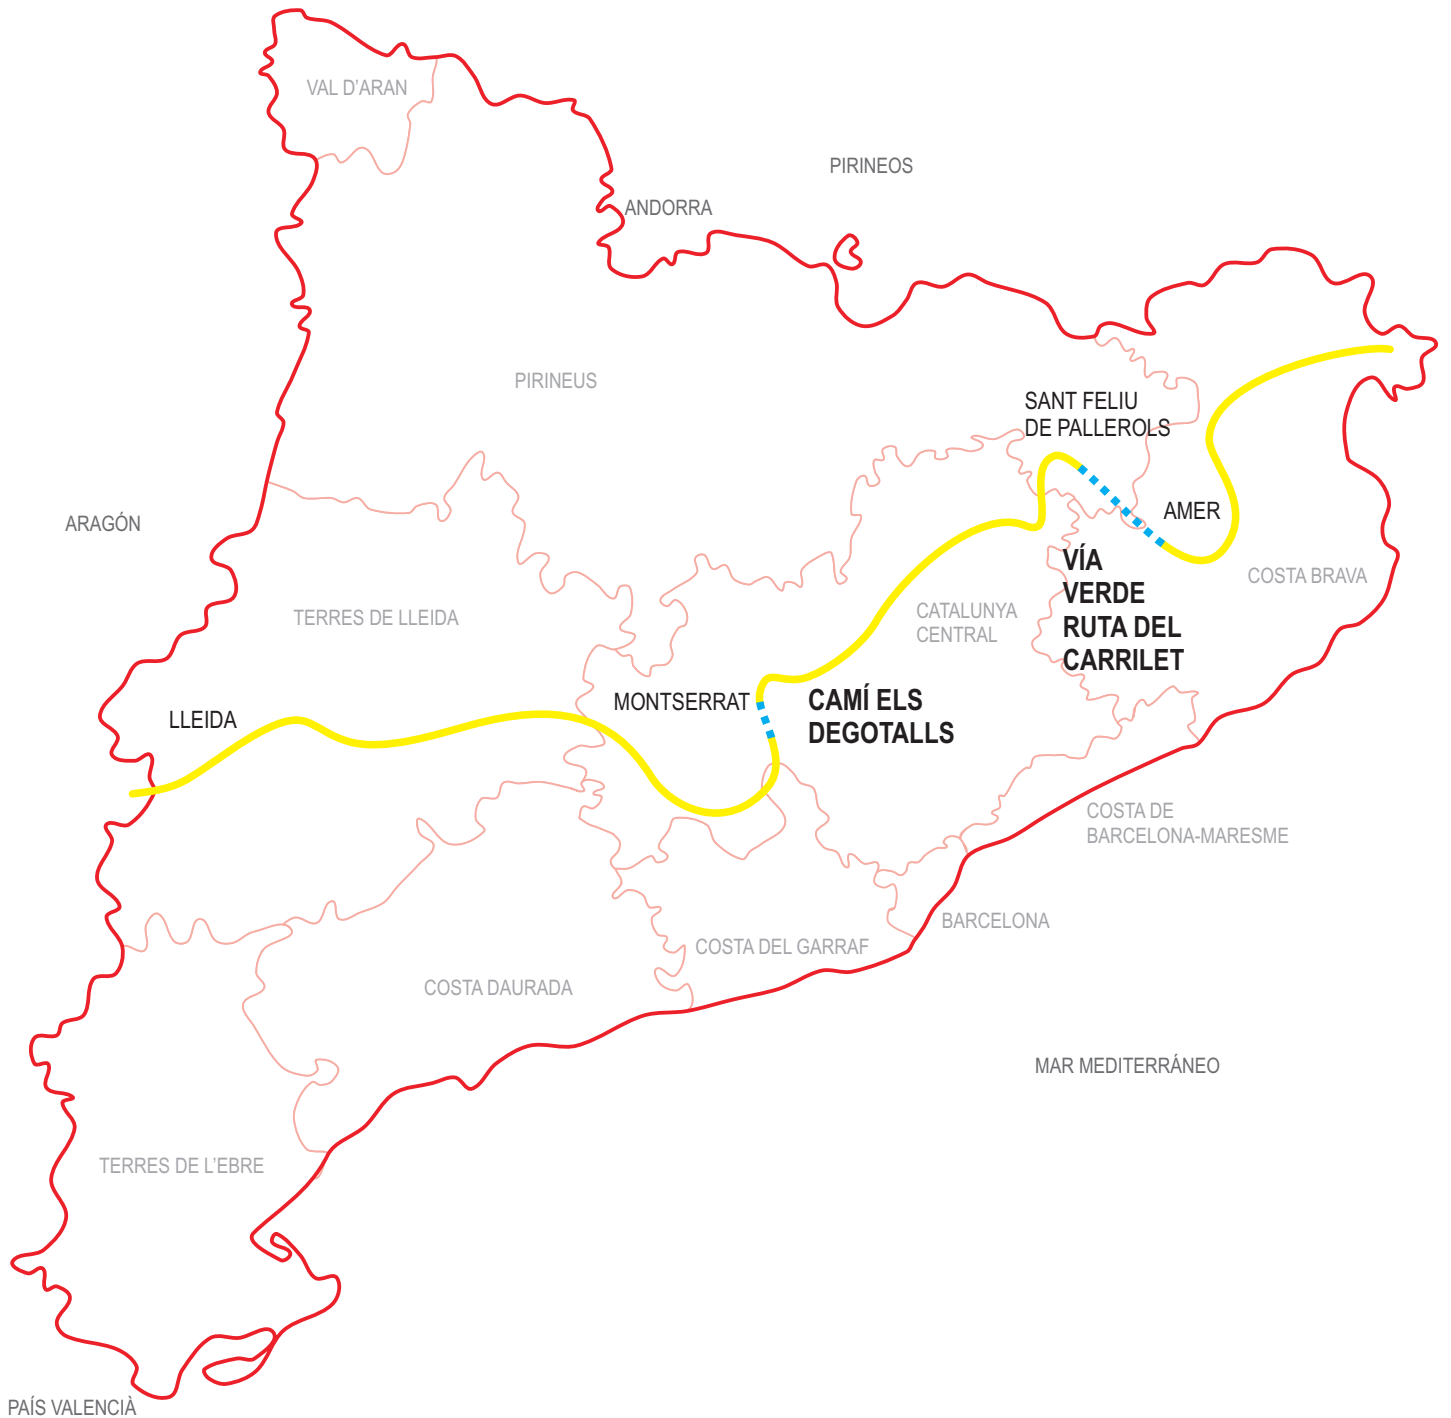 VAL D'ARAN
PIRINEOS
ANDORRA
PIRINEUS
SANT FELIU
DE PALLEROLS
ARAGÓN
AMER
VÍA
VERDE
RUTA DEL
CARRILET
COSTA BRAVA
TERRES DE LLEIDA
CATALUNYA
CENTRAL
MONTSERRAT
CAMÍ ELS
DEGOTALLS
LLEIDA
COSTA DE
BARCELONA-MARESME
BARCELONA
COSTA DEL GARRAF
COSTA DAURADA
MAR MEDITERRÁNEO
TERRES DE L'EBRE
PAÍS VALENCIÀ